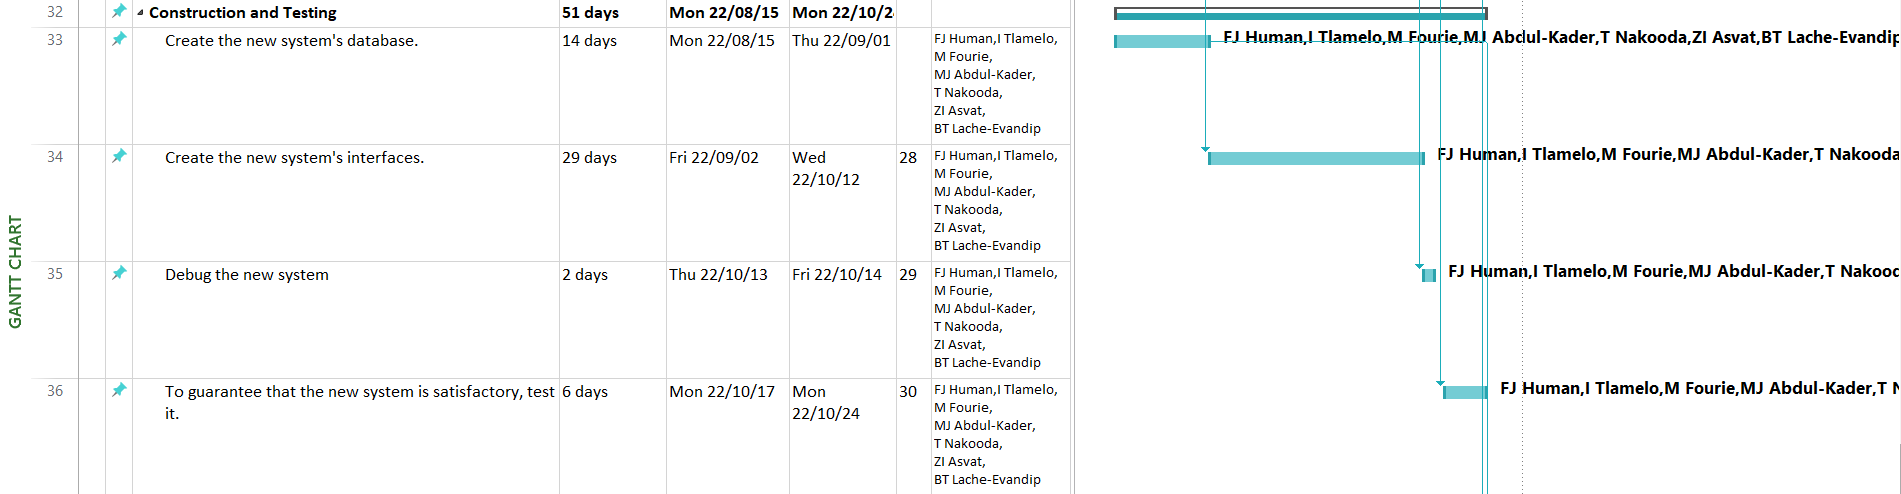 32 Construction and Testing 51 days Mon 22/08/15 Mon 22/10/2
33 Create the new system's database. 14 days Mon 22/08/15 Thu 22/09/01 FJ Human,I Tlamelo,
M Fourie,
MJ Abdul-Kader,
T Nakooda,
ZI Asvat,
BT Lache-Evandip
FJ Human,I Tlamelo,M Fourie,MJ Abdul-Kader,T Nakooda,ZI Asvat,BT Lache-Evandip
34 Create the new system's interfaces. 29 days Fri 22/09/02 Wed 28 FJ Human,I Tlamelo,
22/10/12
M Fourie,
MJ Abdul-Kader,
T Nakooda,
ZI Asvat,
BT Lache-Evandip
FJ Human,I Tlamelo,M Fourie,MJ Abdul-Kader,T Nakooda
35 Debug the new system 2 days Thu 22/10/13 Fri 22/10/14 29 FJ Human,I Tlamelo,
M Fourie,
MJ Abdul-Kader,
T Nakooda,
ZI Asvat,
BT Lache-Evandip
FJ Human,I Tlamelo,M Fourie,MJ Abdul-Kader,T Nakooc
36 To guarantee that the new system is satisfactory, test 6 days Mon 22/10/17 Mon 30 FJ Human,I Tlamelo,
it. 22/10/24
M Fourie,
MJ Abdul-Kader,
T Nakooda,
ZI Asvat,
BT Lache-Evandip
FJ Human,I Tlamelo,M Fourie,MJ Abdul-Kader,T N
GANTT CHART